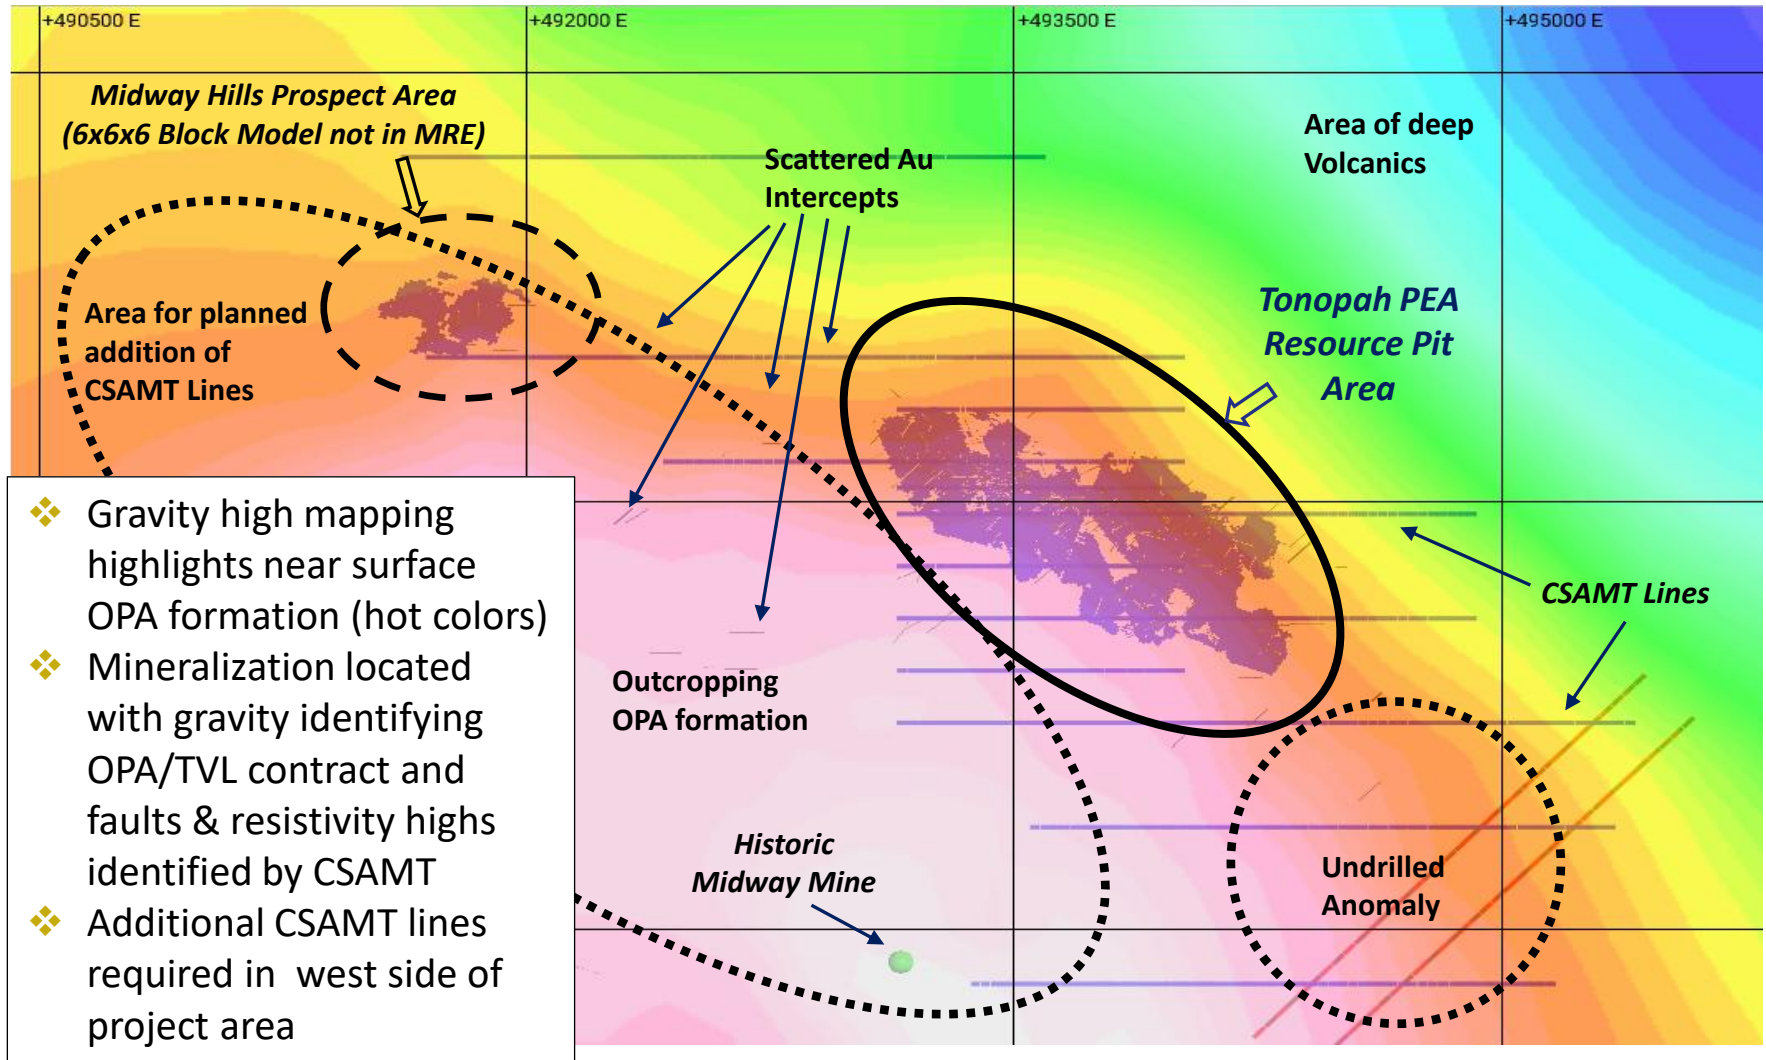 +490500 E
+492000 E
+493500 E
+495000 E
Midway Hills Prospect Area
(6x6x6 Block Model not in MRE)
Scattered Au
Intercepts
Area of deep
Volcanics
Area for planned
addition of
CSAMT Lines
Tonopah PEA
Resource Pit
Area
CSAMT Lines
Outcropping
OPA formation
Historic
Midway Mine
Undrilled
Anomaly
❖ Gravity high mapping
highlights near surface
OPA formation (hot colors)
❖ Mineralization located
with gravity identifying
OPA/TVL contract and
faults & resistivity highs
identified by CSAMT
❖ Additional CSAMT lines
required in west side of
project area